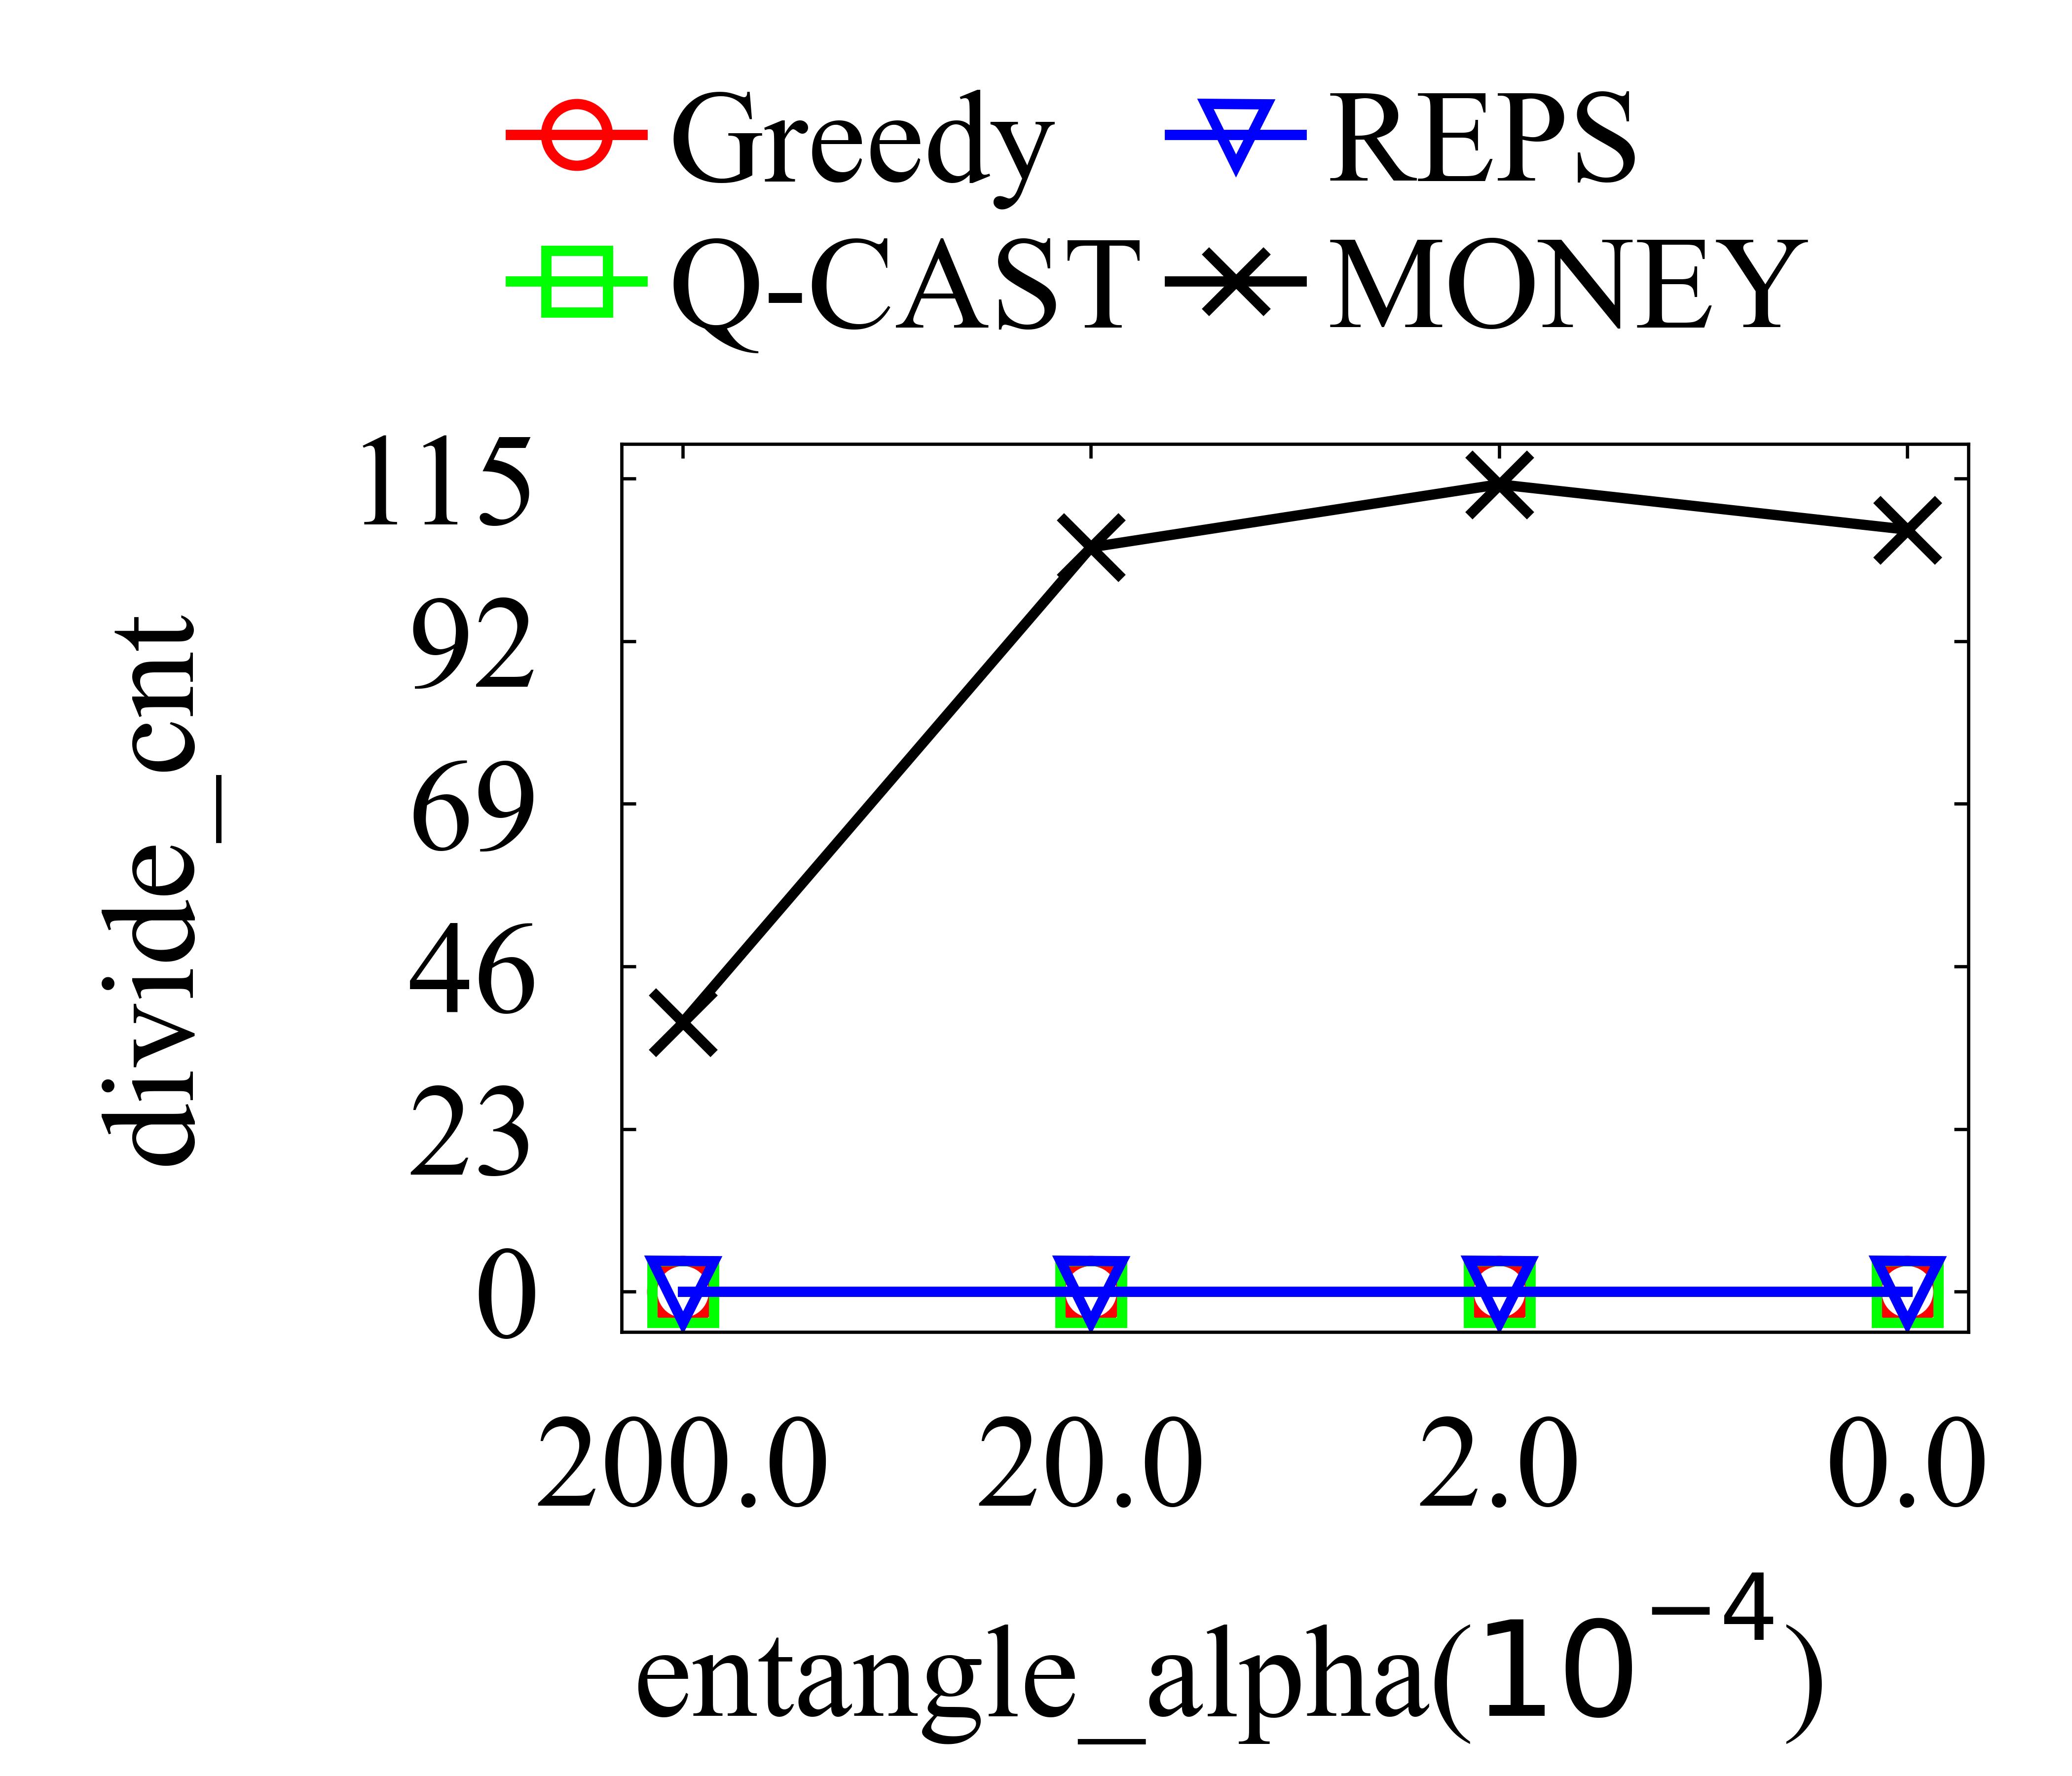 Greedy REPS
Q-CAST MONEY
115
92
69
46
23
0
divide_cnt
200.0 20.0 2.0 0.0
entangle_alpha(10⁻⁴)